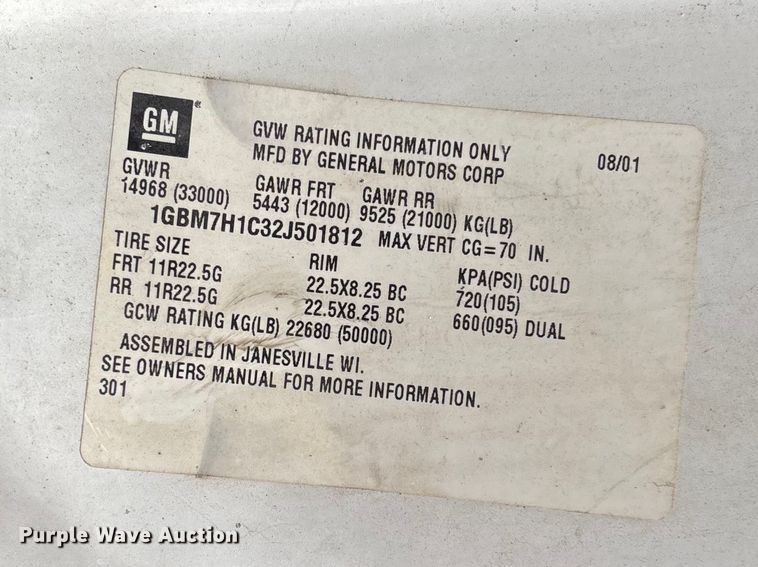 GM ®
GVW RATING INFORMATION ONLY
MFD BY GENERAL MOTORS CORP 08/01
GVWR GAWR FRT GAWR RR
14968 (33000) 5443 (12000) 9525 (21000) KG(LB)
1GBM7H1C32J501812 MAX VERT CG=70 IN.
TIRE SIZE RIM KPA(PSI) COLD
FRT 11R22.5G 22.5X8.25 BC 720(105)
RR 11R22.5G 22.5X8.25 BC 660(095) DUAL
GCW RATING KG(LB) 22680 (50000)
ASSEMBLED IN JANESVILLE WI.
SEE OWNERS MANUAL FOR MORE INFORMATION.
301
Purple Wave Auction